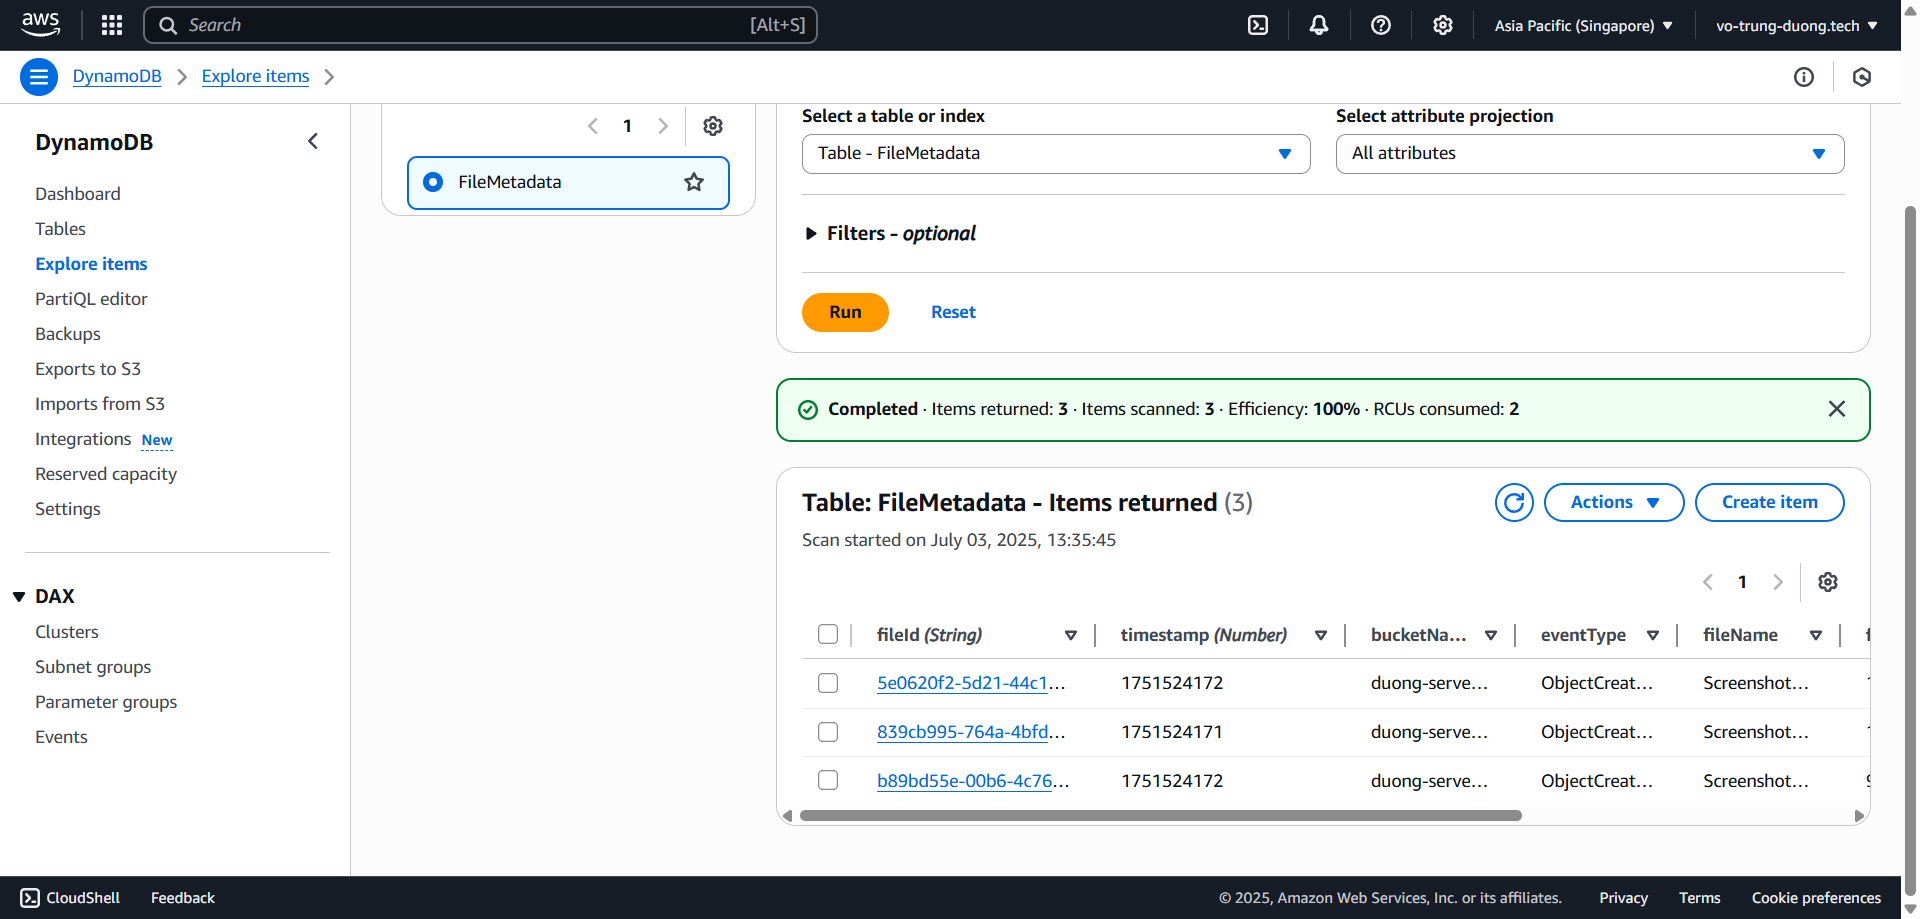 aws
Search
[Alt+S]
Asia Pacific (Singapore)
vo-trung-duong.tech
DynamoDB
Explore items
DynamoDB
Dashboard
Tables
Explore items
PartiQL editor
Backups
Exports to S3
Imports from S3
Integrations New
Reserved capacity
Settings
DAX
Clusters
Subnet groups
Parameter groups
Events
1
FileMetadata
Select a table or index
Select attribute projection
Table - FileMetadata
All attributes
Filters - optional
Run
Reset
Completed · Items returned: 3 · Items scanned: 3 · Efficiency: 100% · RCUs consumed: 2
Table: FileMetadata - Items returned (3)
Actions
Create item
Scan started on July 03, 2025, 13:35:45
1
fileId (String) timestamp (Number) bucketNa... eventType fileName
5e0620f2-5d21-44c1... 1751524172 duong-serve... ObjectCreat... Screenshot...
839cb995-764a-4bfd... 1751524171 duong-serve... ObjectCreat... Screenshot...
b89bd55e-00b6-4c76... 1751524172 duong-serve... ObjectCreat... Screenshot...
CloudShell
Feedback
© 2025, Amazon Web Services, Inc. or its affiliates.
Privacy
Terms
Cookie preferences